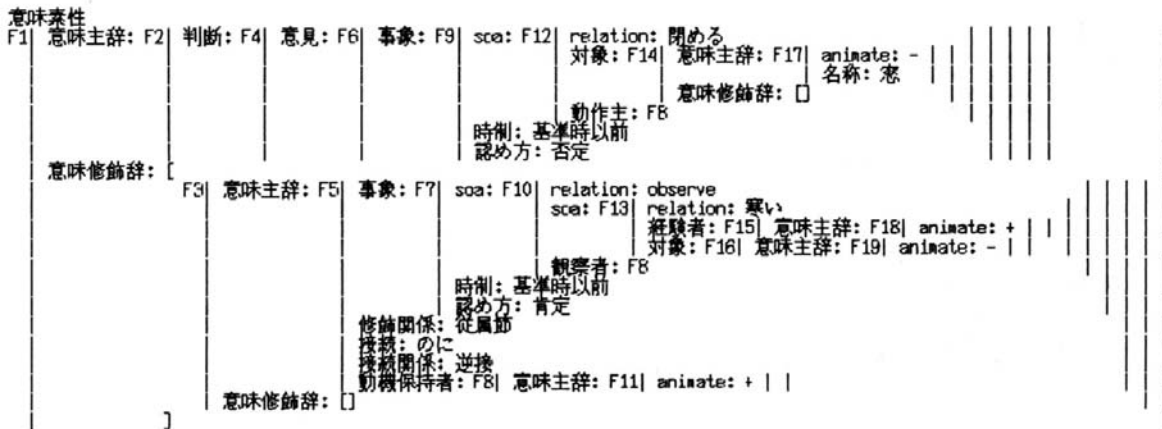 意味素性
F1| 意味主辞: F2| 判断: F4| 意見: F6| 事象: F9| soa: F12| relation: 閉める
対象: F14| 意味主辞: F17| animate: -
名称: 窓
意味修飾辞: []
動作主: F8
時制: 基準時以前
認め方: 否定
意味修飾辞: [
F3| 意味主辞: F5| 事象: F7| soa: F10| relation: observe
soa: F13| relation: 寒い
経験者: F15| 意味主辞: F18| animate: + | |
対象: F16| 意味主辞: F19| animate: - | |
観察者: F8
時制: 基準時以前
認め方: 肯定
修飾関係: 従属節
接続: のに
接続関係: 逆接
動機保持者: F8| 意味主辞: F11| animate: + | |
意味修飾辞: []
]